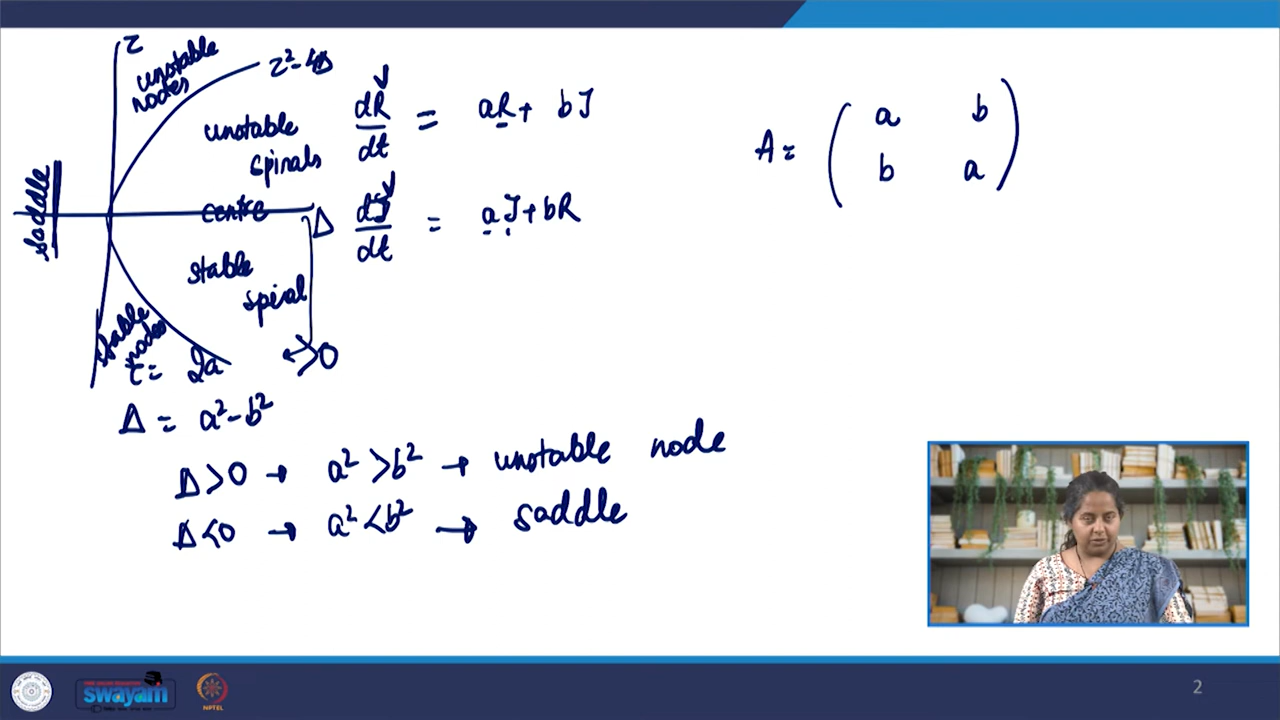 τ
unstable
nodes
τ²-4Δ
unstable
spirals
centre
Δ
saddle
stable
spiral
stable
nodes
dR/dt = aR + bJ
dJ/dt = aJ + bR
A = ( a b
b a )
τ = 2a
>0
Δ = a² - b²
Δ>0 → a² > b² → unstable node
Δ<0 → a² < b² → saddle
swayam
NPTEL
2